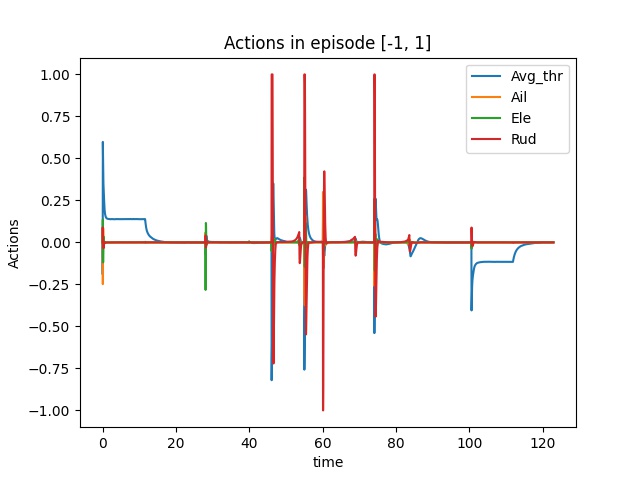 Actions in episode [-1, 1]
1.00
0.75
0.50
0.25
0.00
−0.25
−0.50
−0.75
−1.00
Actions
Avg_thr
Ail
Ele
Rud
0 20 40 60 80 100 120
time